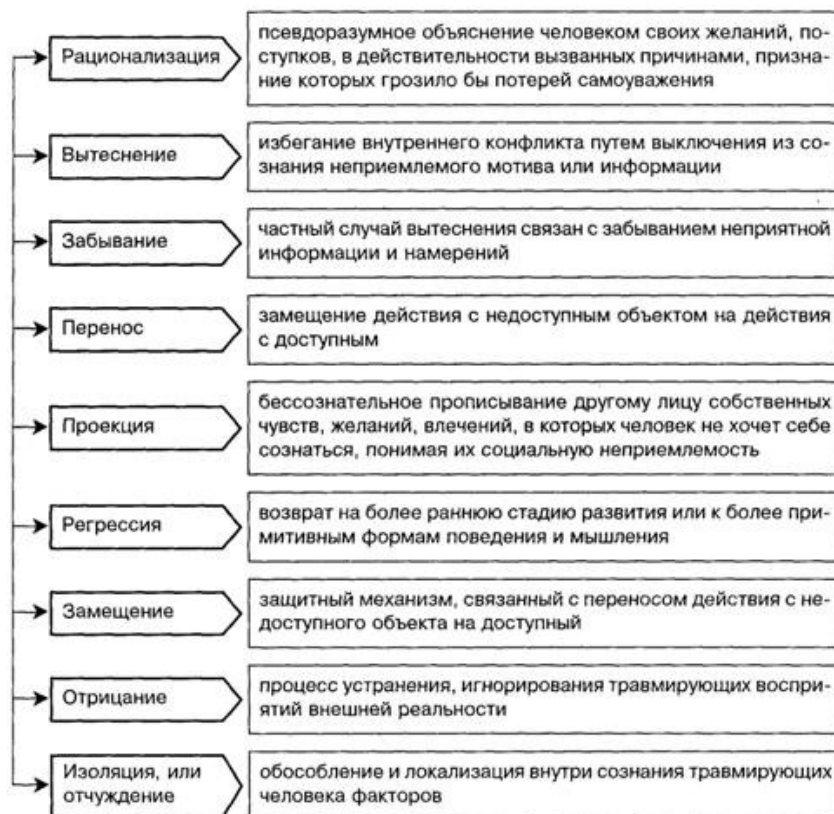 Рационализация
псевдоразумное объяснение человеком своих желаний, по-
ступков, в действительности вызванных причинами, призна-
ние которых грозило бы потерей самоуважения
Вытеснение
избегание внутреннего конфликта путем выключения из со-
знания неприемлемого мотива или информации
Забывание
частный случай вытеснения связан с забыванием неприятной
информации и намерений
Перенос
замещение действия с недоступным объектом на действия
с доступным
Проекция
бессознательное прописывание другому лицу собственных
чувств, желаний, влечений, в которых человек не хочет себе
сознаться, понимая их социальную неприемлемость
Регрессия
возврат на более раннюю стадию развития или к более при-
митивным формам поведения и мышления
Замещение
защитный механизм, связанный с переносом действия с не-
доступного объекта на доступный
Отрицание
процесс устранения, игнорирования травмирующих воспри-
ятий внешней реальности
Изоляция, или
отчуждение
обособление и локализация внутри сознания травмирующих
человека факторов